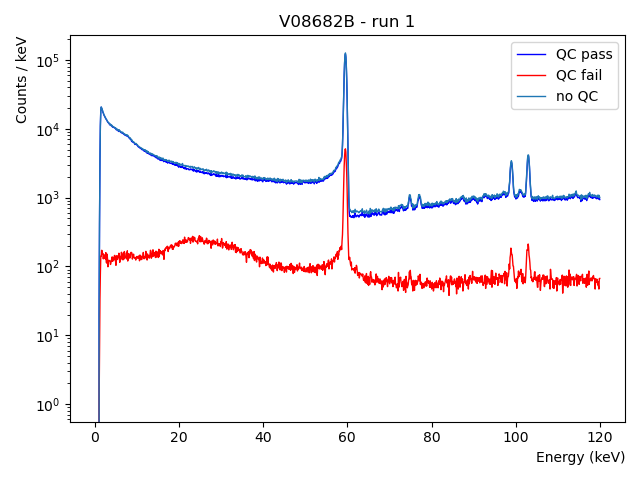 V08682B - run 1
Counts / keV
QC pass
QC fail
no QC
10⁵
10⁴
10³
10²
10¹
10⁰
0 20 40 60 80 100 120
Energy (keV)